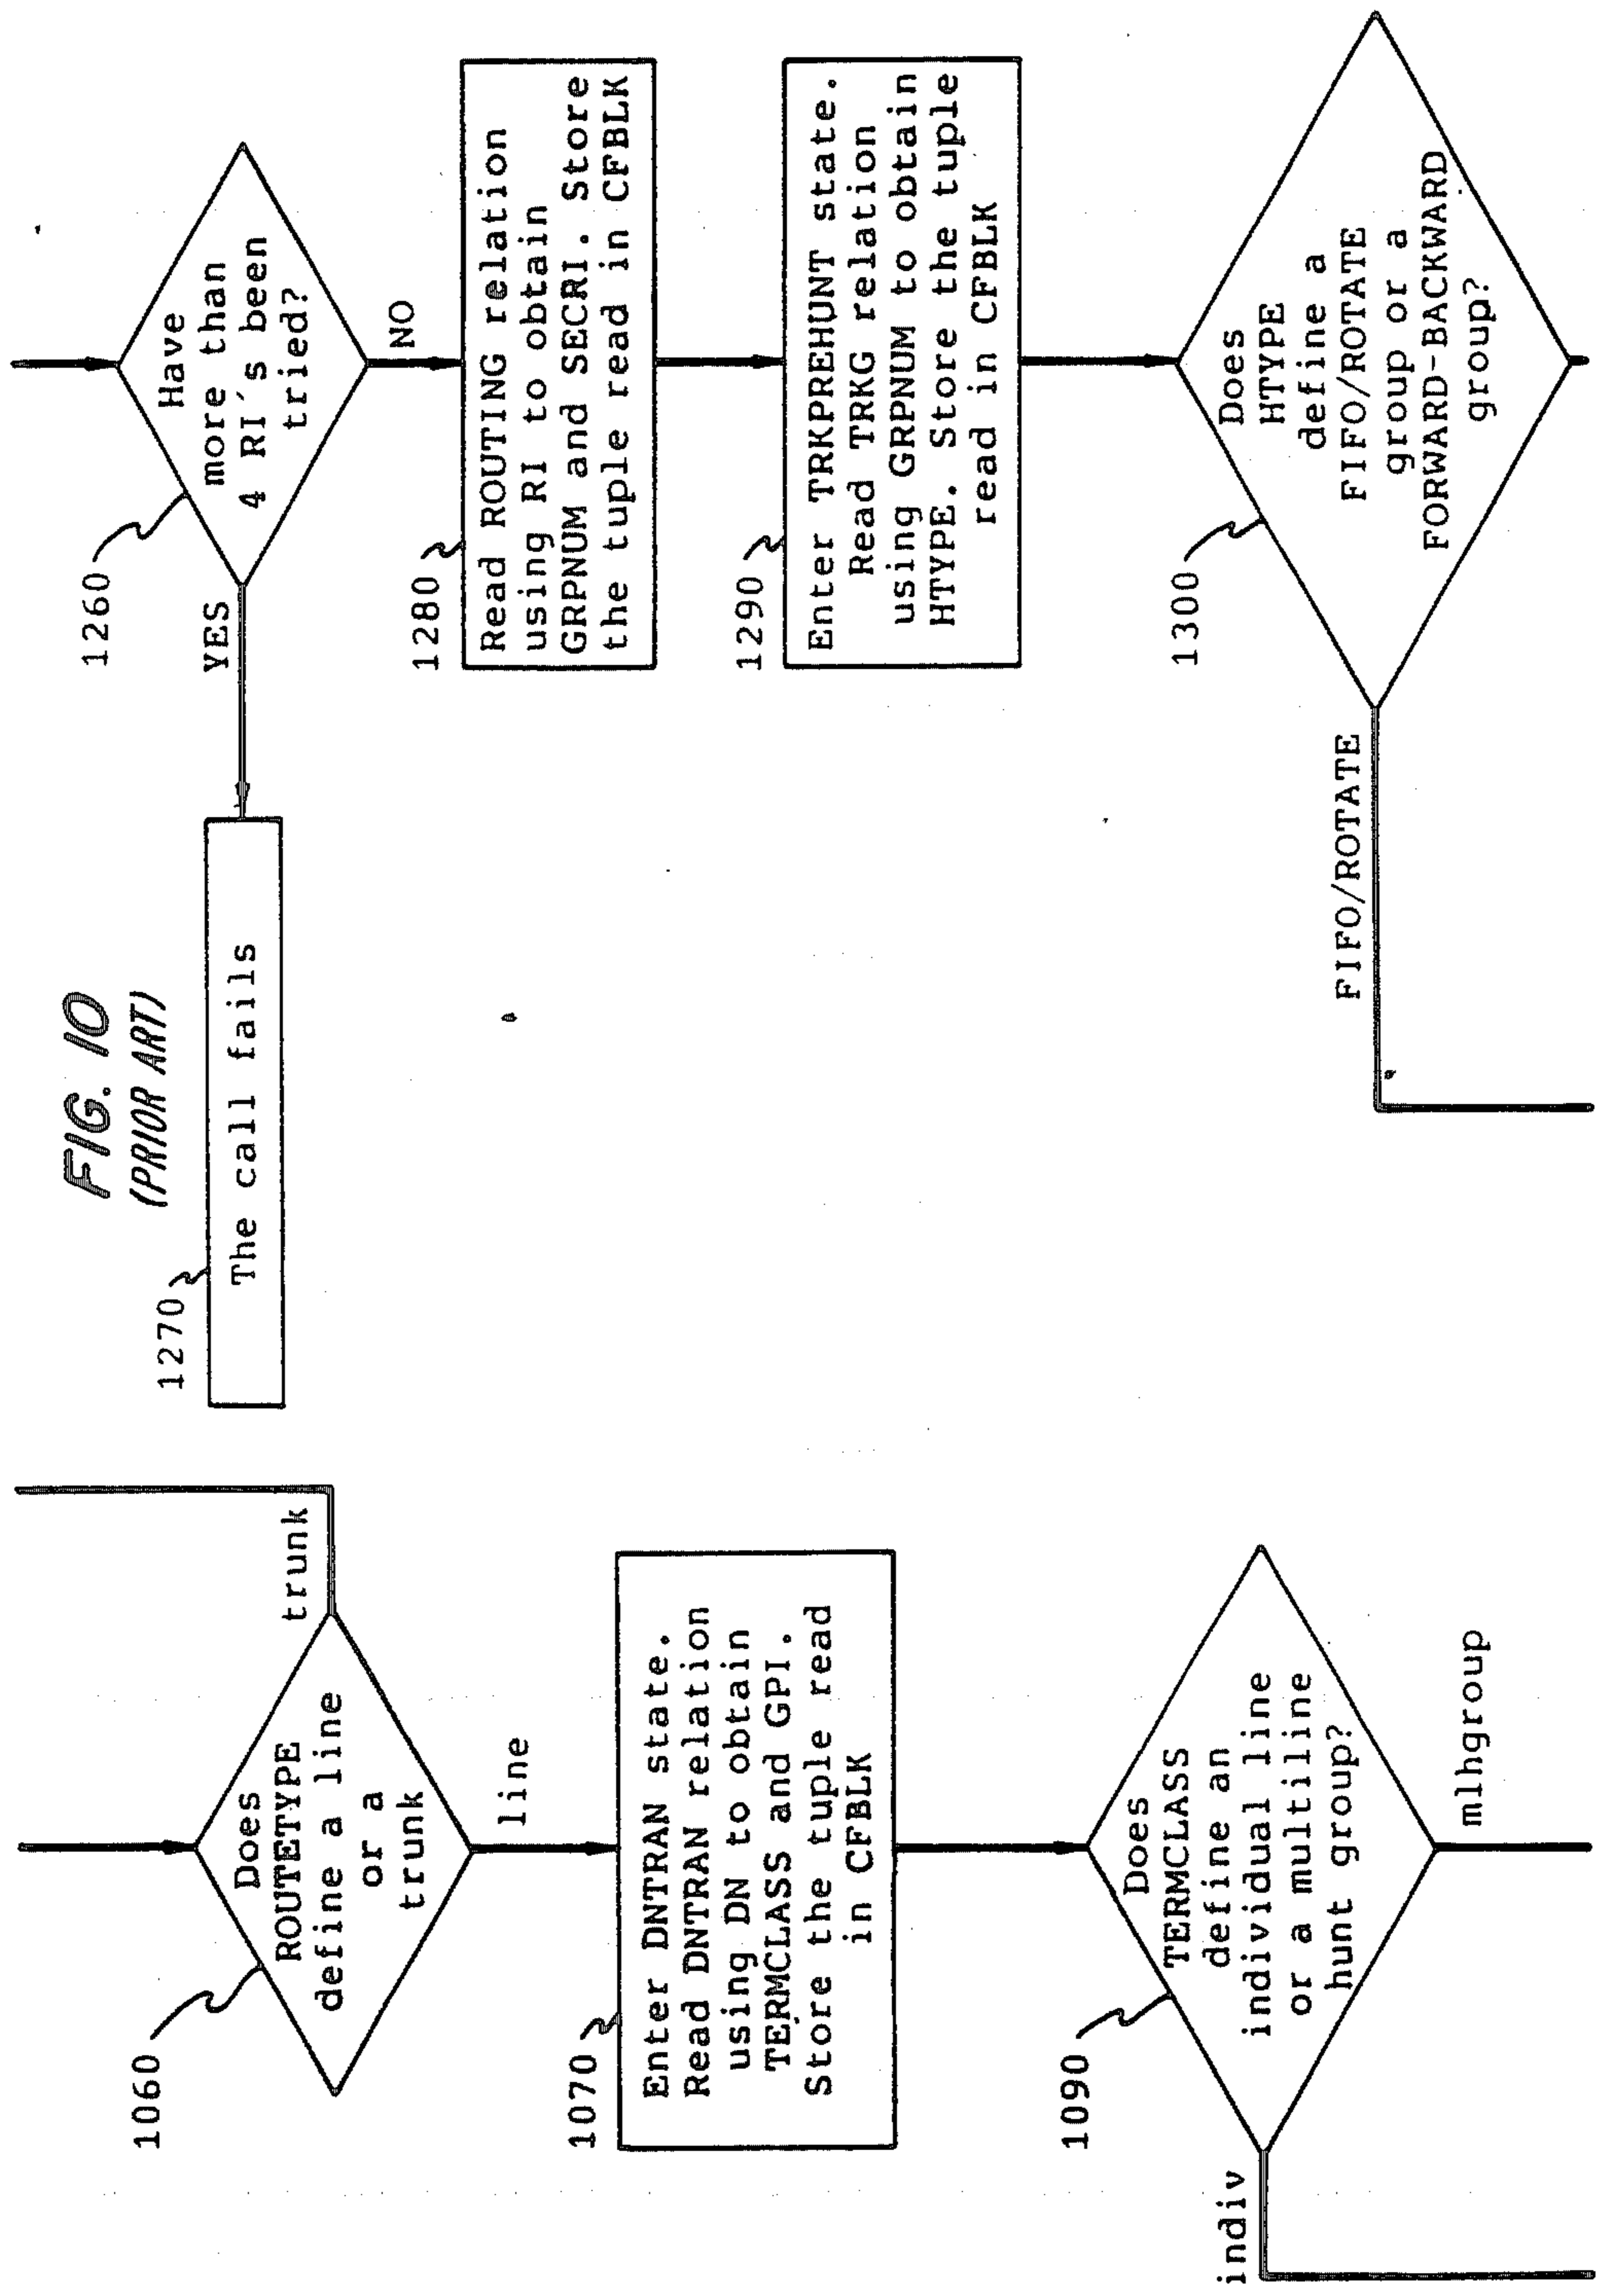 FIG. 10
(PRIOR ART)
1060
Does
ROUTETYPE
define a line
or a
trunk
trunk
line
1070
Enter DNTRAN state.
Read DNTRAN relation
using DN to obtain
TERMCLASS and GPI.
Store the tuple read
in CFBLK
1090
Does
TERMCLASS
define an
individual line
or a multiline
hunt group?
indiv
mlhgroup
1260
Have
more than
4 RI's been
tried?
YES
NO
1270
The call fails
1280
Read ROUTING relation
using RI to obtain
GRPNUM and SECRI. Store
the tuple read in CFBLK
1290
Enter TRKPREHUNT state.
Read TRKG relation
using GRPNUM to obtain
HTYPE. Store the tuple
read in CFBLK
1300
Does
HTYPE
define a
FIFO/ROTATE
group or a
FORWARD-BACKWARD
group?
FIFO/ROTATE